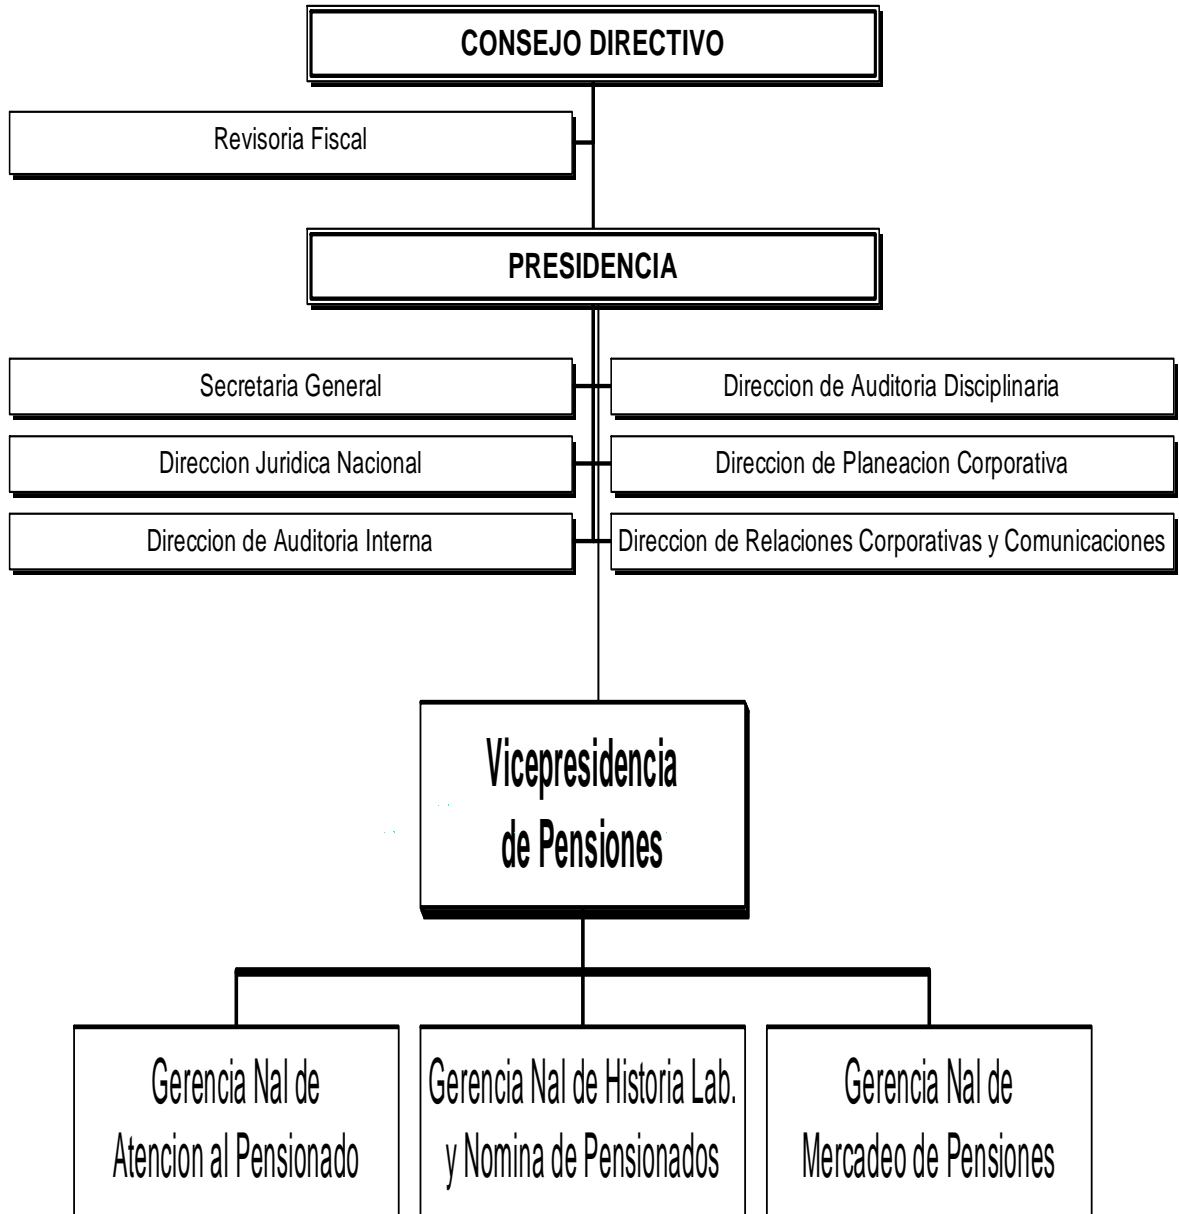 CONSEJO DIRECTIVO
Revisoria Fiscal
PRESIDENCIA
Secretaria General
Direccion de Auditoria Disciplinaria
Direccion Juridica Nacional
Direccion de Planeacion Corporativa
Direccion de Auditoria Interna
Direccion de Relaciones Corporativas y Comunicaciones
Vicepresidencia
de Pensiones
Gerencia Nal de
Atencion al Pensionado
Gerencia Nal de Historia Lab.
y Nomina de Pensionados
Gerencia Nal de
Mercadeo de Pensiones